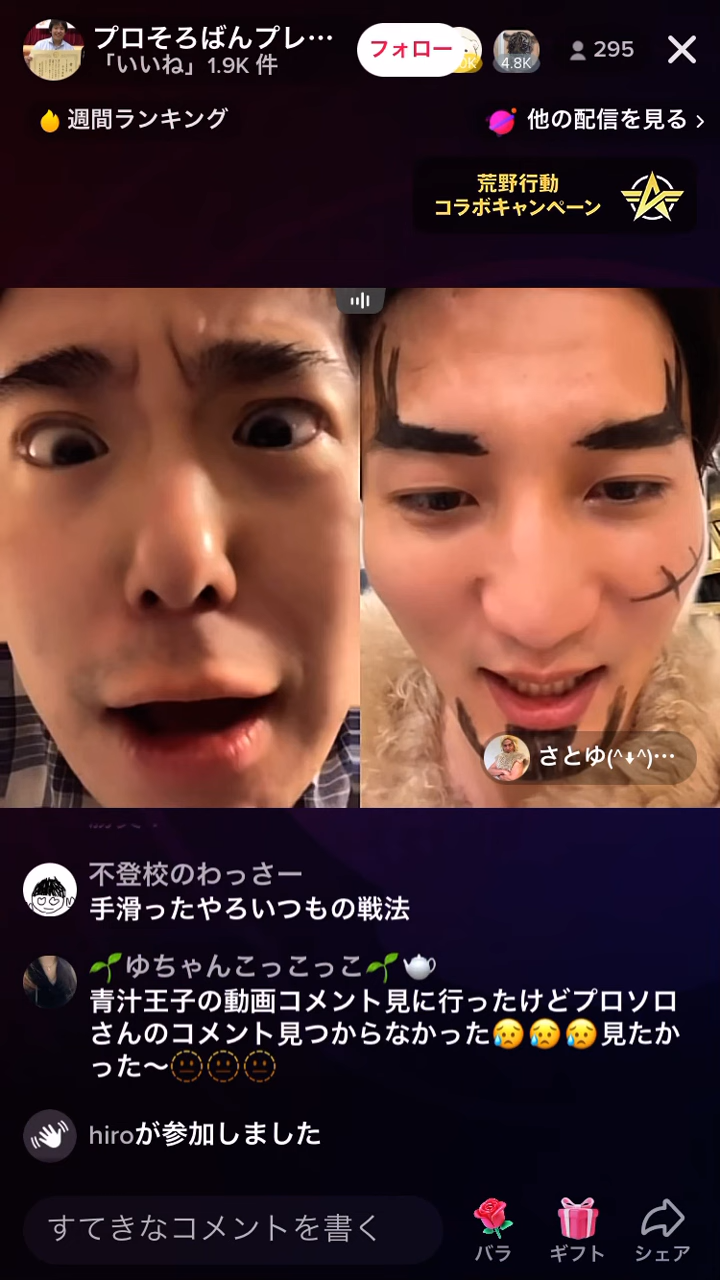 プロそろばんプレ…
「いいね」1.9K 件
フォロー
0K
4.8K
295
週間ランキング
他の配信を見る
荒野行動
コラボキャンペーン
さとゆ(^⬇^)…
不登校のわっさー
手滑ったやろいつもの戦法
🌱ゆちゃんこっこっこ🌱🫖
青汁王子の動画コメント見に行ったけどプロソロ
さんのコメント見つからなかった😥😥😥見たか
った〜🫥🫥🫥
hiroが参加しました
すてきなコメントを書く
バラ
ギフト
シェア